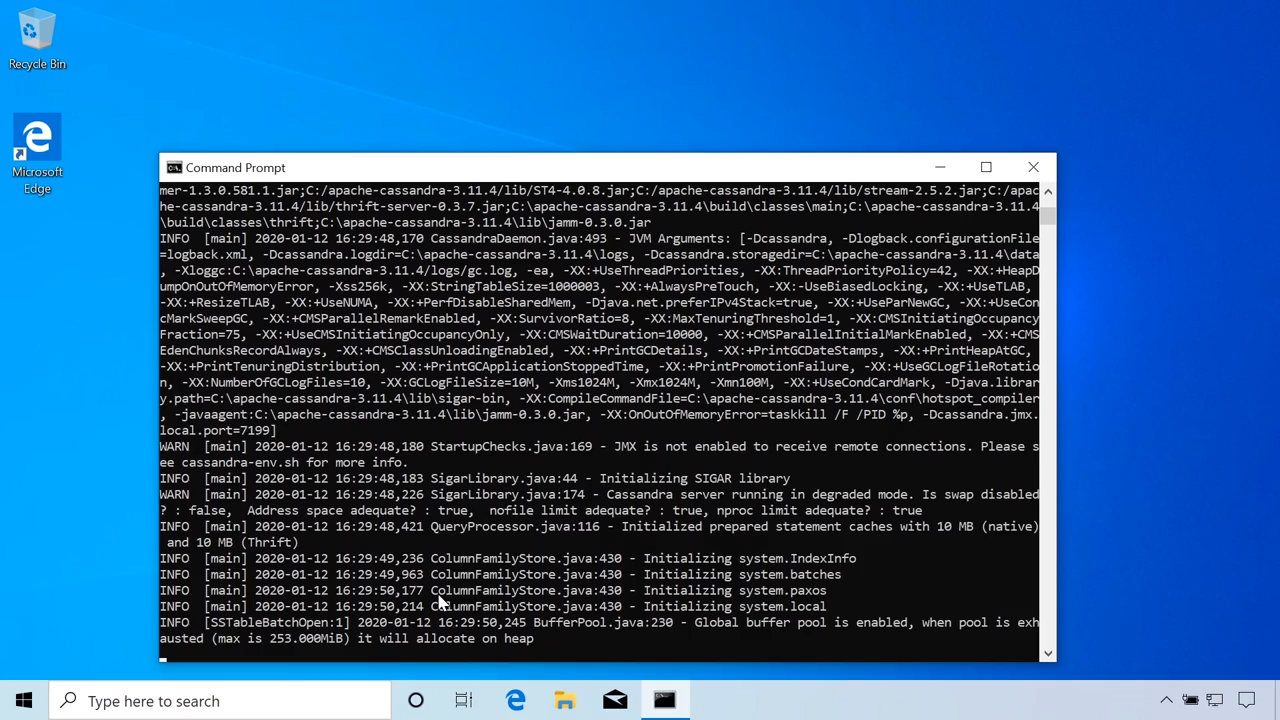 Recycle Bin
Microsoft
Edge
Command Prompt
mer-1.3.0.581.1.jar;C:/apache-cassandra-3.11.4/lib/ST4-4.0.8.jar;C:/apache-cassandra-3.11.4/lib/stream-2.5.2.jar;C:/apac
he-cassandra-3.11.4/lib/thrift-server-0.3.7.jar;C:\apache-cassandra-3.11.4\build\classes\main;C:\apache-cassandra-3.11.4
\build\classes\thrift;C:\apache-cassandra-3.11.4\lib\jamm-0.3.0.jar
INFO  [main] 2020-01-12 16:29:48,170 CassandraDaemon.java:493 - JVM Arguments: [-Dcassandra, -Dlogback.configurationFile
=logback.xml, -Dcassandra.logdir=C:\apache-cassandra-3.11.4\logs, -Dcassandra.storagedir=C:\apache-cassandra-3.11.4\data
, -Xloggc:C:\apache-cassandra-3.11.4/logs/gc.log, -ea, -XX:+UseThreadPriorities, -XX:ThreadPriorityPolicy=42, -XX:+HeapD
umpOnOutOfMemoryError, -Xss256k, -XX:StringTableSize=1000003, -XX:+AlwaysPreTouch, -XX:-UseBiasedLocking, -XX:+UseTLAB,
-XX:+ResizeTLAB, -XX:+UseNUMA, -XX:+PerfDisableSharedMem, -Djava.net.preferIPv4Stack=true, -XX:+UseParNewGC, -XX:+UseCon
cMarkSweepGC, -XX:+CMSParallelRemarkEnabled, -XX:SurvivorRatio=8, -XX:MaxTenuringThreshold=1, -XX:CMSInitiatingOccupancy
Fraction=75, -XX:+UseCMSInitiatingOccupancyOnly, -XX:CMSWaitDuration=10000, -XX:+CMSParallelInitialMarkEnabled, -XX:+CMS
EdenChunksRecordAlways, -XX:+CMSClassUnloadingEnabled, -XX:+PrintGCDetails, -XX:+PrintGCDateStamps, -XX:+PrintHeapAtGC,
-XX:+PrintTenuringDistribution, -XX:+PrintGCApplicationStoppedTime, -XX:+PrintPromotionFailure, -XX:+UseGCLogFileRotatio
n, -XX:NumberOfGCLogFiles=10, -XX:GCLogFileSize=10M, -Xms1024M, -Xmx1024M, -Xmn100M, -XX:+UseCondCardMark, -Djava.librar
y.path=C:\apache-cassandra-3.11.4\lib\sigar-bin, -XX:CompileCommandFile=C:\apache-cassandra-3.11.4\conf\hotspot_compiler
, -javaagent:C:\apache-cassandra-3.11.4\lib\jamm-0.3.0.jar, -XX:OnOutOfMemoryError=taskkill /F /PID %p, -Dcassandra.jmx.
local.port=7199]
WARN  [main] 2020-01-12 16:29:48,180 StartupChecks.java:169 - JMX is not enabled to receive remote connections. Please s
ee cassandra-env.sh for more info.
INFO  [main] 2020-01-12 16:29:48,183 SigarLibrary.java:44 - Initializing SIGAR library
WARN  [main] 2020-01-12 16:29:48,226 SigarLibrary.java:174 - Cassandra server running in degraded mode. Is swap disabled
? : false,  Address space adequate? : true,  nofile limit adequate? : true, nproc limit adequate? : true
INFO  [main] 2020-01-12 16:29:48,421 QueryProcessor.java:116 - Initialized prepared statement caches with 10 MB (native)
 and 10 MB (Thrift)
INFO  [main] 2020-01-12 16:29:49,236 ColumnFamilyStore.java:430 - Initializing system.IndexInfo
INFO  [main] 2020-01-12 16:29:49,963 ColumnFamilyStore.java:430 - Initializing system.batches
INFO  [main] 2020-01-12 16:29:50,177 ColumnFamilyStore.java:430 - Initializing system.paxos
INFO  [main] 2020-01-12 16:29:50,214 ColumnFamilyStore.java:430 - Initializing system.local
INFO  [SSTableBatchOpen:1] 2020-01-12 16:29:50,245 BufferPool.java:230 - Global buffer pool is enabled, when pool is exh
austed (max is 253.000MiB) it will allocate on heap
Type here to search